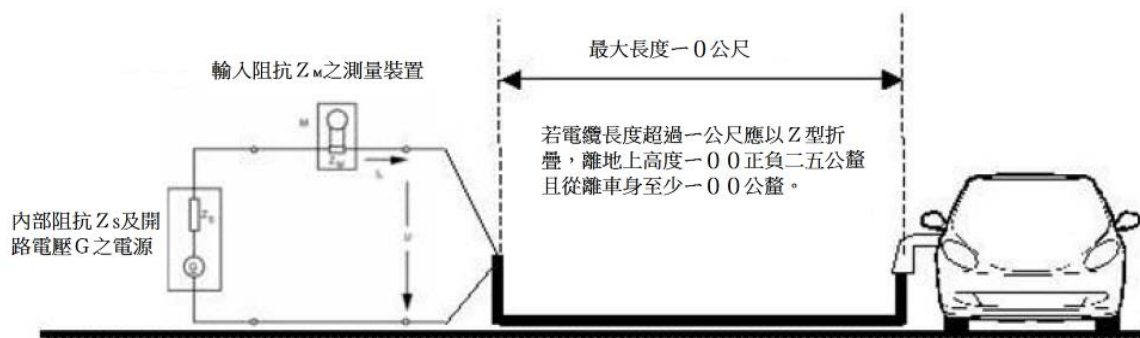 最大長度一0公尺
輸入阻抗ZM之測量裝置
M
ZM
若電纜長度超過一公尺應以Z型折
疊，離地上高度一00正負二五公釐
且從離車身至少一00公釐。
內部阻抗Zs及開
路電壓G之電源
ZS
G
U